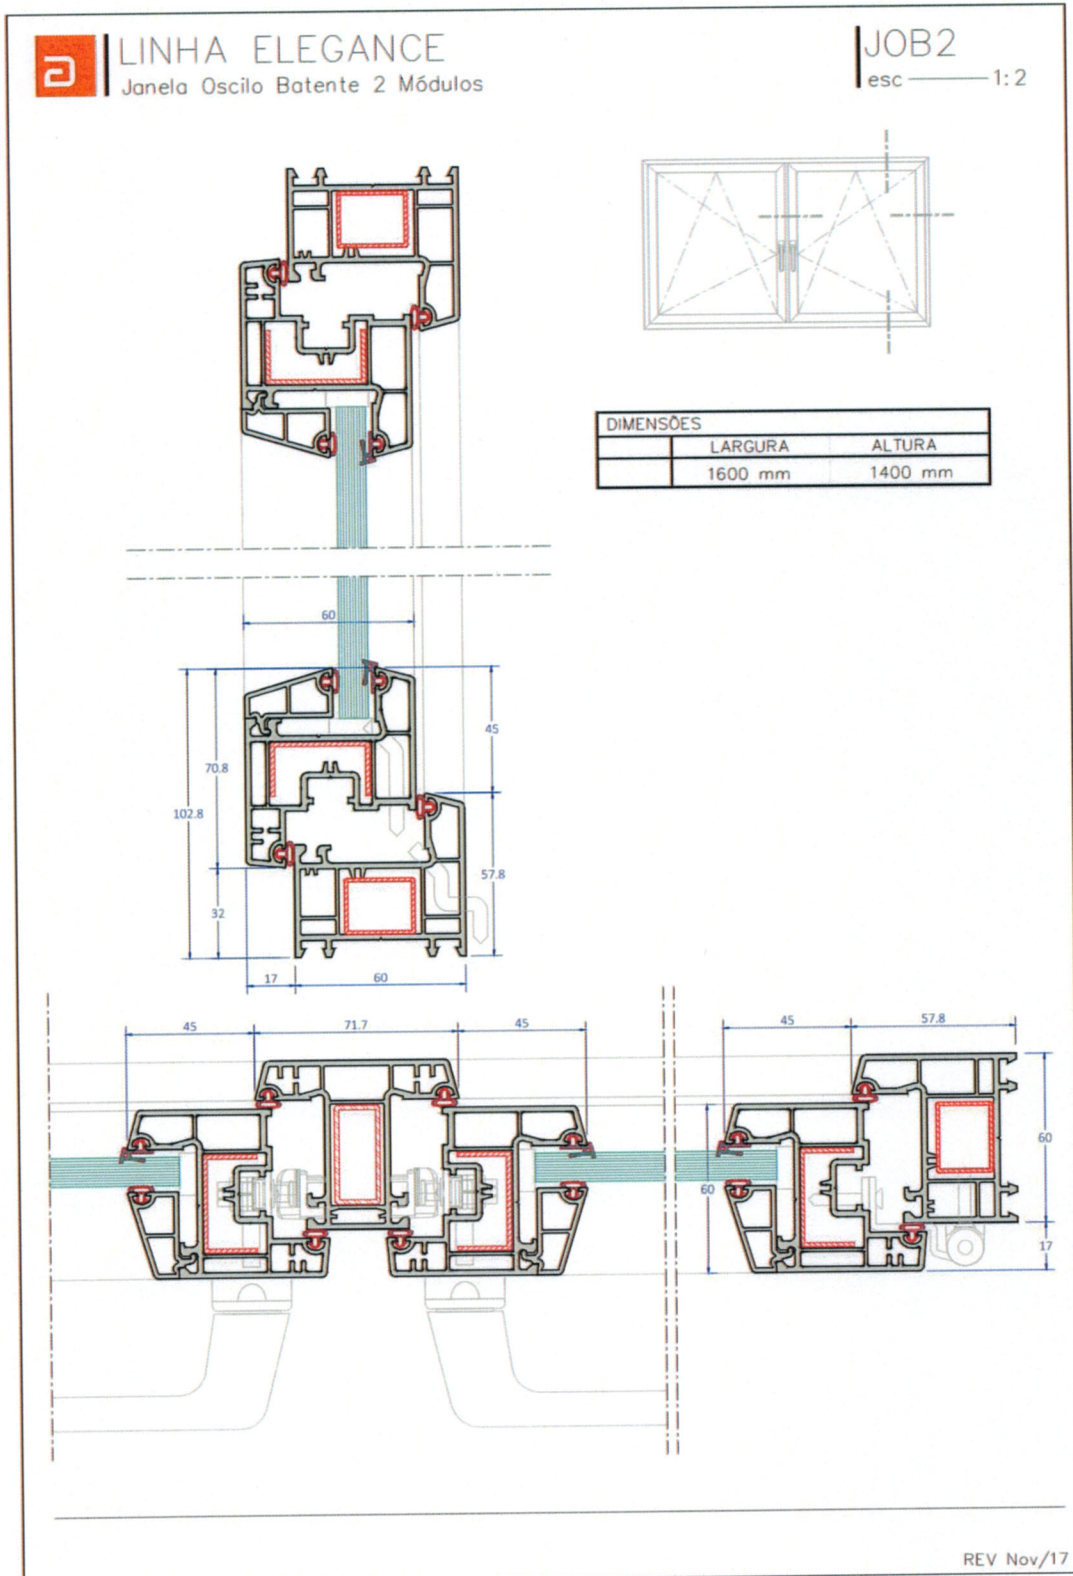 LINHA ELEGANCE
Janela Oscilo Batente 2 Módulos
JOB2
esc 1:2
DIMENSÕES
LARGURA ALTURA
1600 mm 1400 mm
60
45
70.8
102.8
57.8
32
17 60
45 71.7 45 45 57.8
60
60
17
REV Nov/17